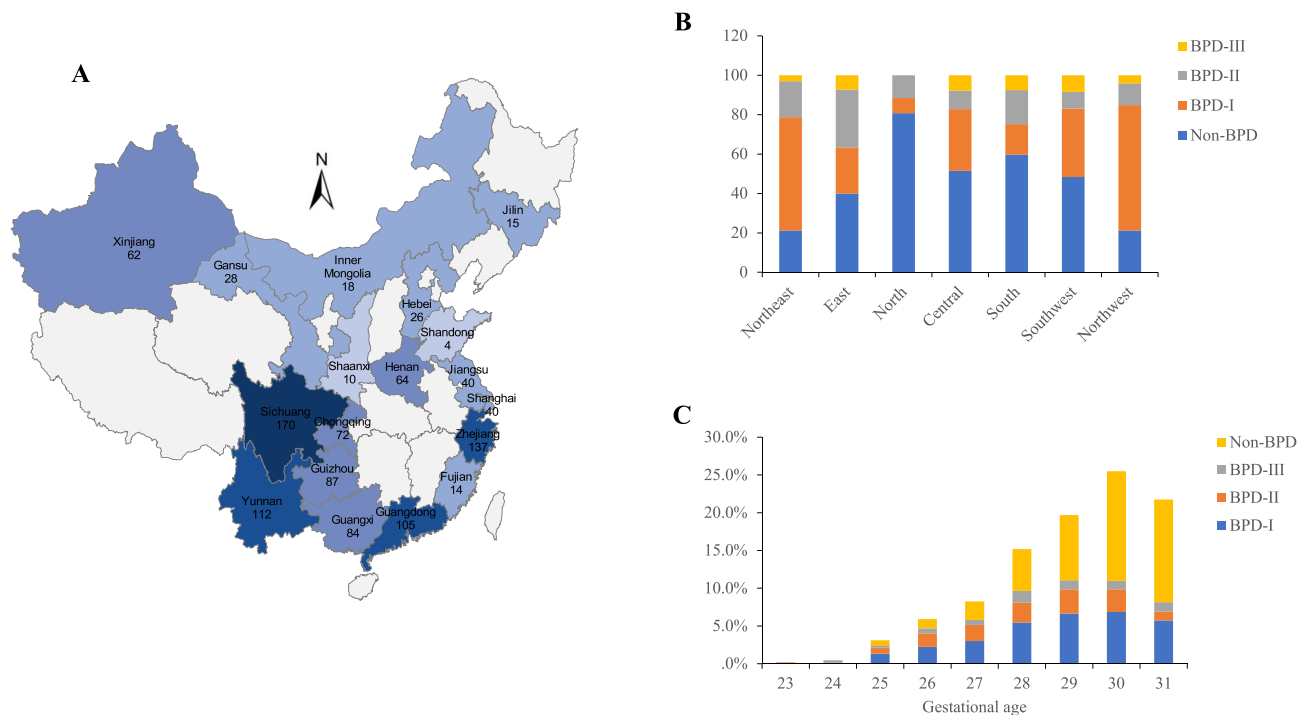 A
N
Xinjiang
62
Gansu
28
Inner
Mongolia
18
Jilin
15
Hebei
26
Shandong
4
Shaanxi
10
Henan
64
Jiangsu
40
Shanghai
40
Sichuang
170
Chongqing
72
Zhejiang
137
Guizhou
87
Fujian
14
Yunnan
112
Guangxi
84
Guangdong
105
B
120
100
80
60
40
20
0
Northeast
East
North
Central
South
Southwest
Northwest
BPD-III
BPD-II
BPD-I
Non-BPD
C
30.0%
25.0%
20.0%
15.0%
10.0%
5.0%
.0%
23 24 25 26 27 28 29 30 31
Gestational age
Non-BPD
BPD-III
BPD-II
BPD-I